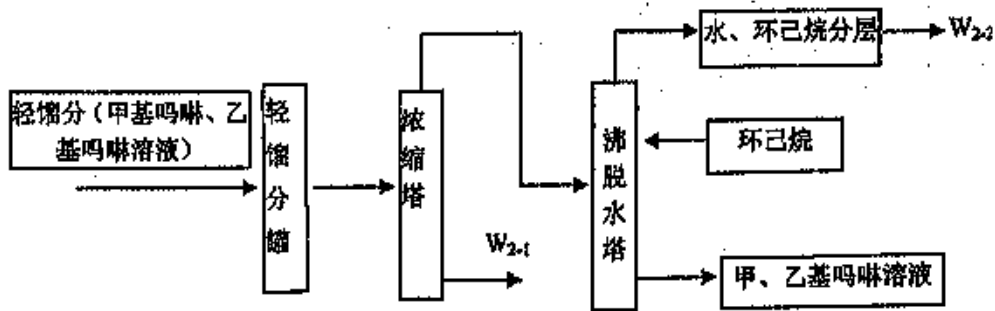 水、环己烷分层
W₂₋₂
轻馏分（甲基吗啉、乙
基吗啉溶液）
轻馏分罐
浓缩塔
沸脱水塔
环己烷
W₂₋₁
甲、乙基吗啉溶液